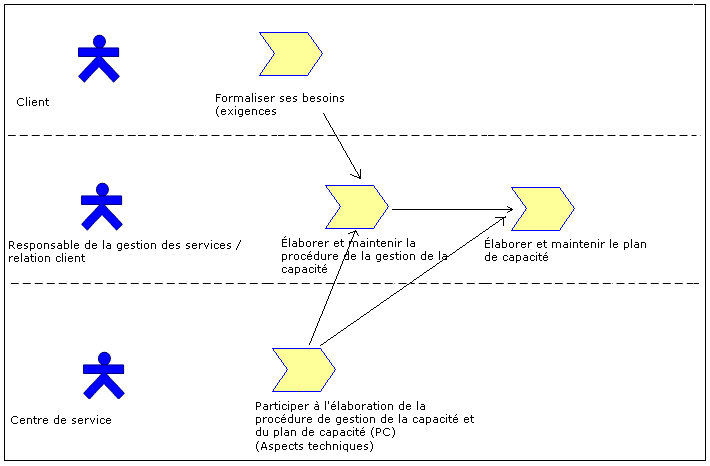 Client
Formaliser ses besoins
(exigences
Responsable de la gestion des services /
relation client
Élaborer et maintenir la
procédure de la gestion de la
capacité
Élaborer et maintenir le plan
de capacité
Centre de service
Participer à l'élaboration de la
procédure de gestion de la capacité et
du plan de capacité (PC)
(Aspects techniques)